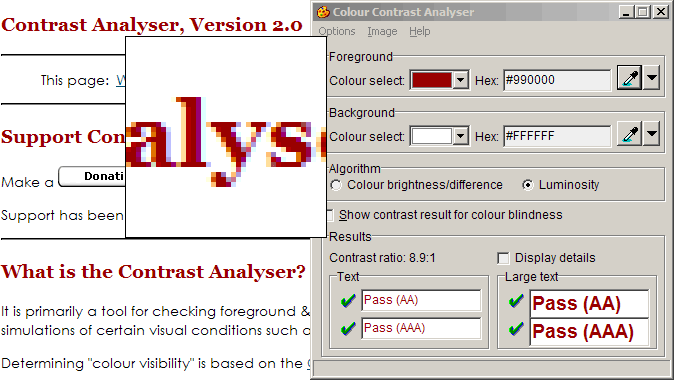 Contrast Analyser, Version 2.0
This page: W
alys
Support Con
Make a Donati
Support has been
What is the Contrast Analyser?
It is primarily a tool for checking foreground &
simulations of certain visual conditions such
Determining "colour visibility" is based on the
Colour Contrast Analyser
Options Image Help
Foreground
Colour select: Hex: #990000
Background
Colour select: Hex: #FFFFFF
Algorithm
Colour brightness/difference Luminosity
Show contrast result for colour blindness
Results
Contrast ratio: 8.9:1 Display details
Text Large text
Pass (AA) Pass (AA)
Pass (AAA) Pass (AAA)